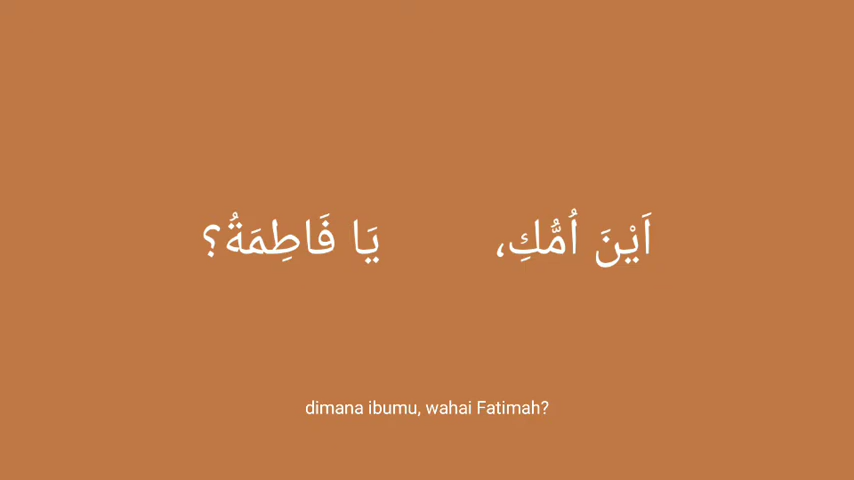 اَيْنَ اُمُّكِ، يَا فَاطِمَةُ؟
dimana ibumu, wahai Fatimah?